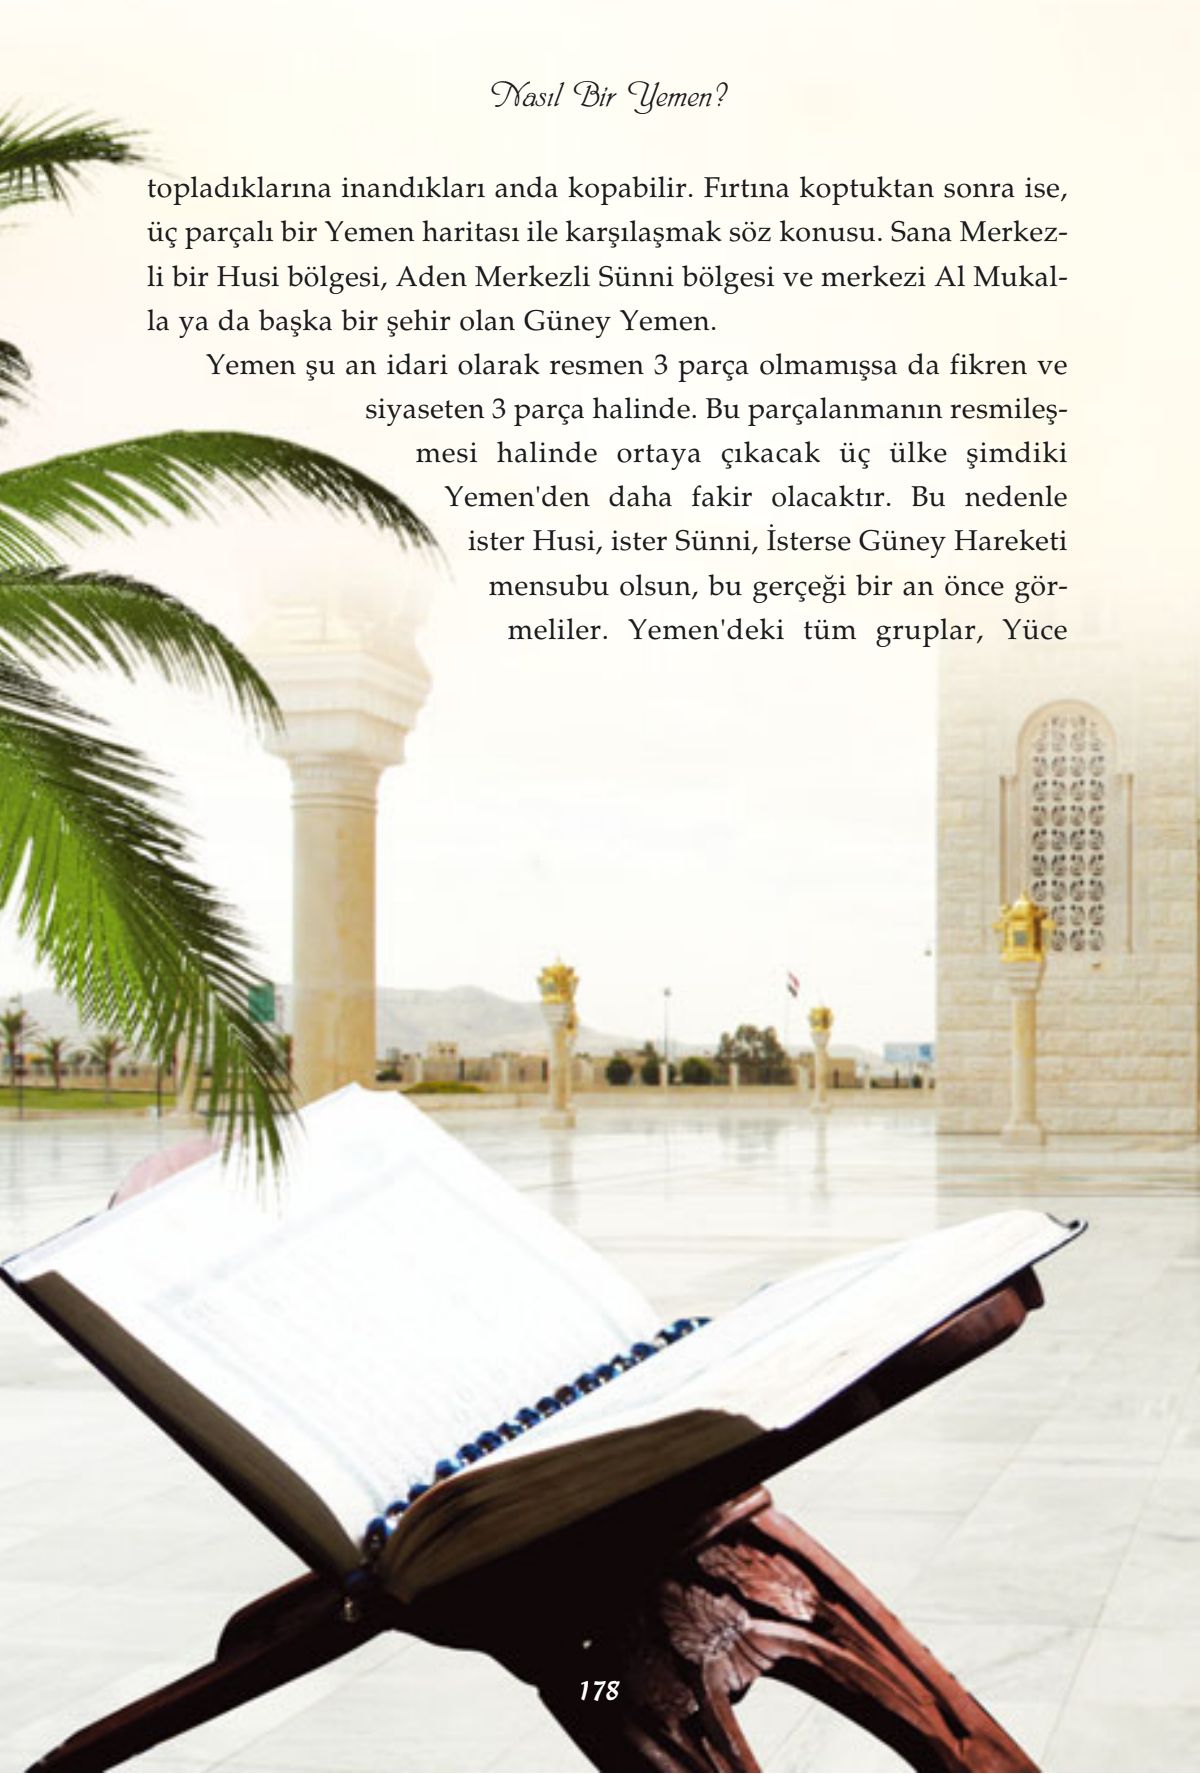 Nasıl Bir Yemen?
topladıklarına inandıkları anda kopabilir. Fırtına koptuktan sonra ise,
üç parçalı bir Yemen haritası ile karşılaşmak söz konusu. Sana Merkez-
li bir Husi bölgesi, Aden Merkezli Sünni bölgesi ve merkezi Al Mukal-
la ya da başka bir şehir olan Güney Yemen.
Yemen şu an idari olarak resmen 3 parça olmamışsa da fikren ve
siyaseten 3 parça halinde. Bu parçalanmanın resmileş-
mesi halinde ortaya çıkacak üç ülke şimdiki
Yemen'den daha fakir olacaktır. Bu nedenle
ister Husi, ister Sünni, İsterse Güney Hareketi
mensubu olsun, bu gerçeği bir an önce gör-
meliler. Yemen'deki tüm gruplar, Yüce
178